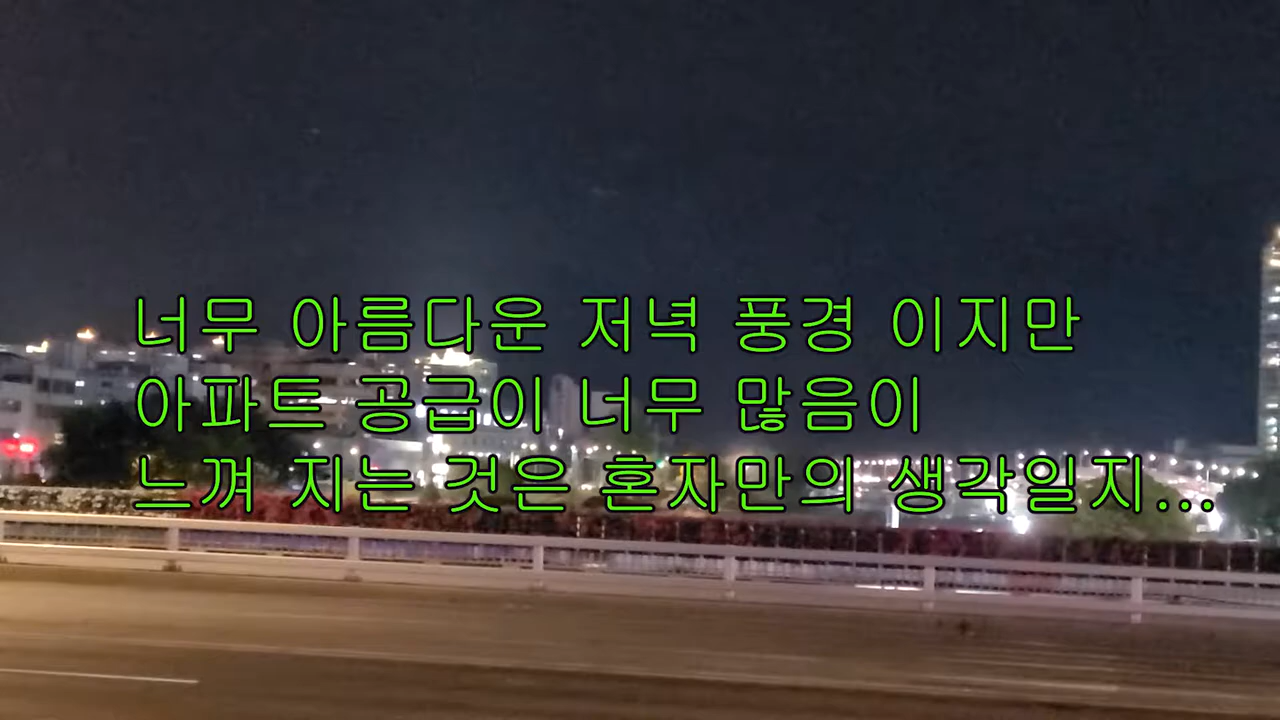 너무 아름다운 저녁 풍경 이지만
아파트 공급이 너무 많음이
느껴 지는 것은 혼자만의 생각일지...